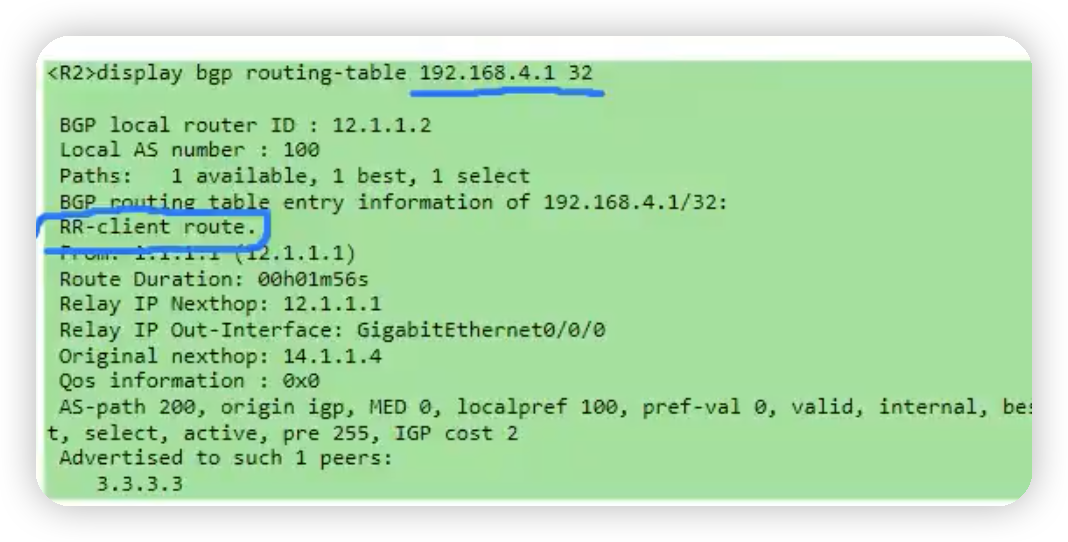 <R2>display bgp routing-table 192.168.4.1 32
BGP local router ID : 12.1.1.2
Local AS number : 100
Paths:   1 available, 1 best, 1 select
BGP routing table entry information of 192.168.4.1/32:
RR-client route.
From: 1.1.1.1 (12.1.1.1)
Route Duration: 00h01m56s
Relay IP Nexthop: 12.1.1.1
Relay IP Out-Interface: GigabitEthernet0/0/0
Original nexthop: 14.1.1.4
Qos information : 0x0
AS-path 200, origin igp, MED 0, localpref 100, pref-val 0, valid, internal, bes
t, select, active, pre 255, IGP cost 2
Advertised to such 1 peers:
3.3.3.3